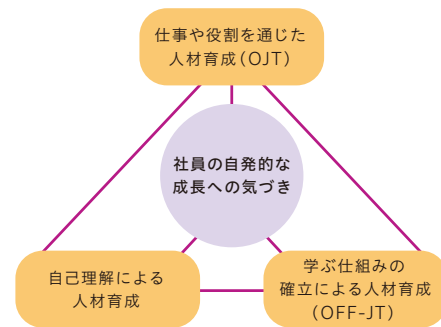 仕事や役割を通じた
人材育成(OJT)
社員の自発的な
成長への気づき
自己理解による
人材育成
学ぶ仕組みの
確立による人材育成
(OFF-JT)